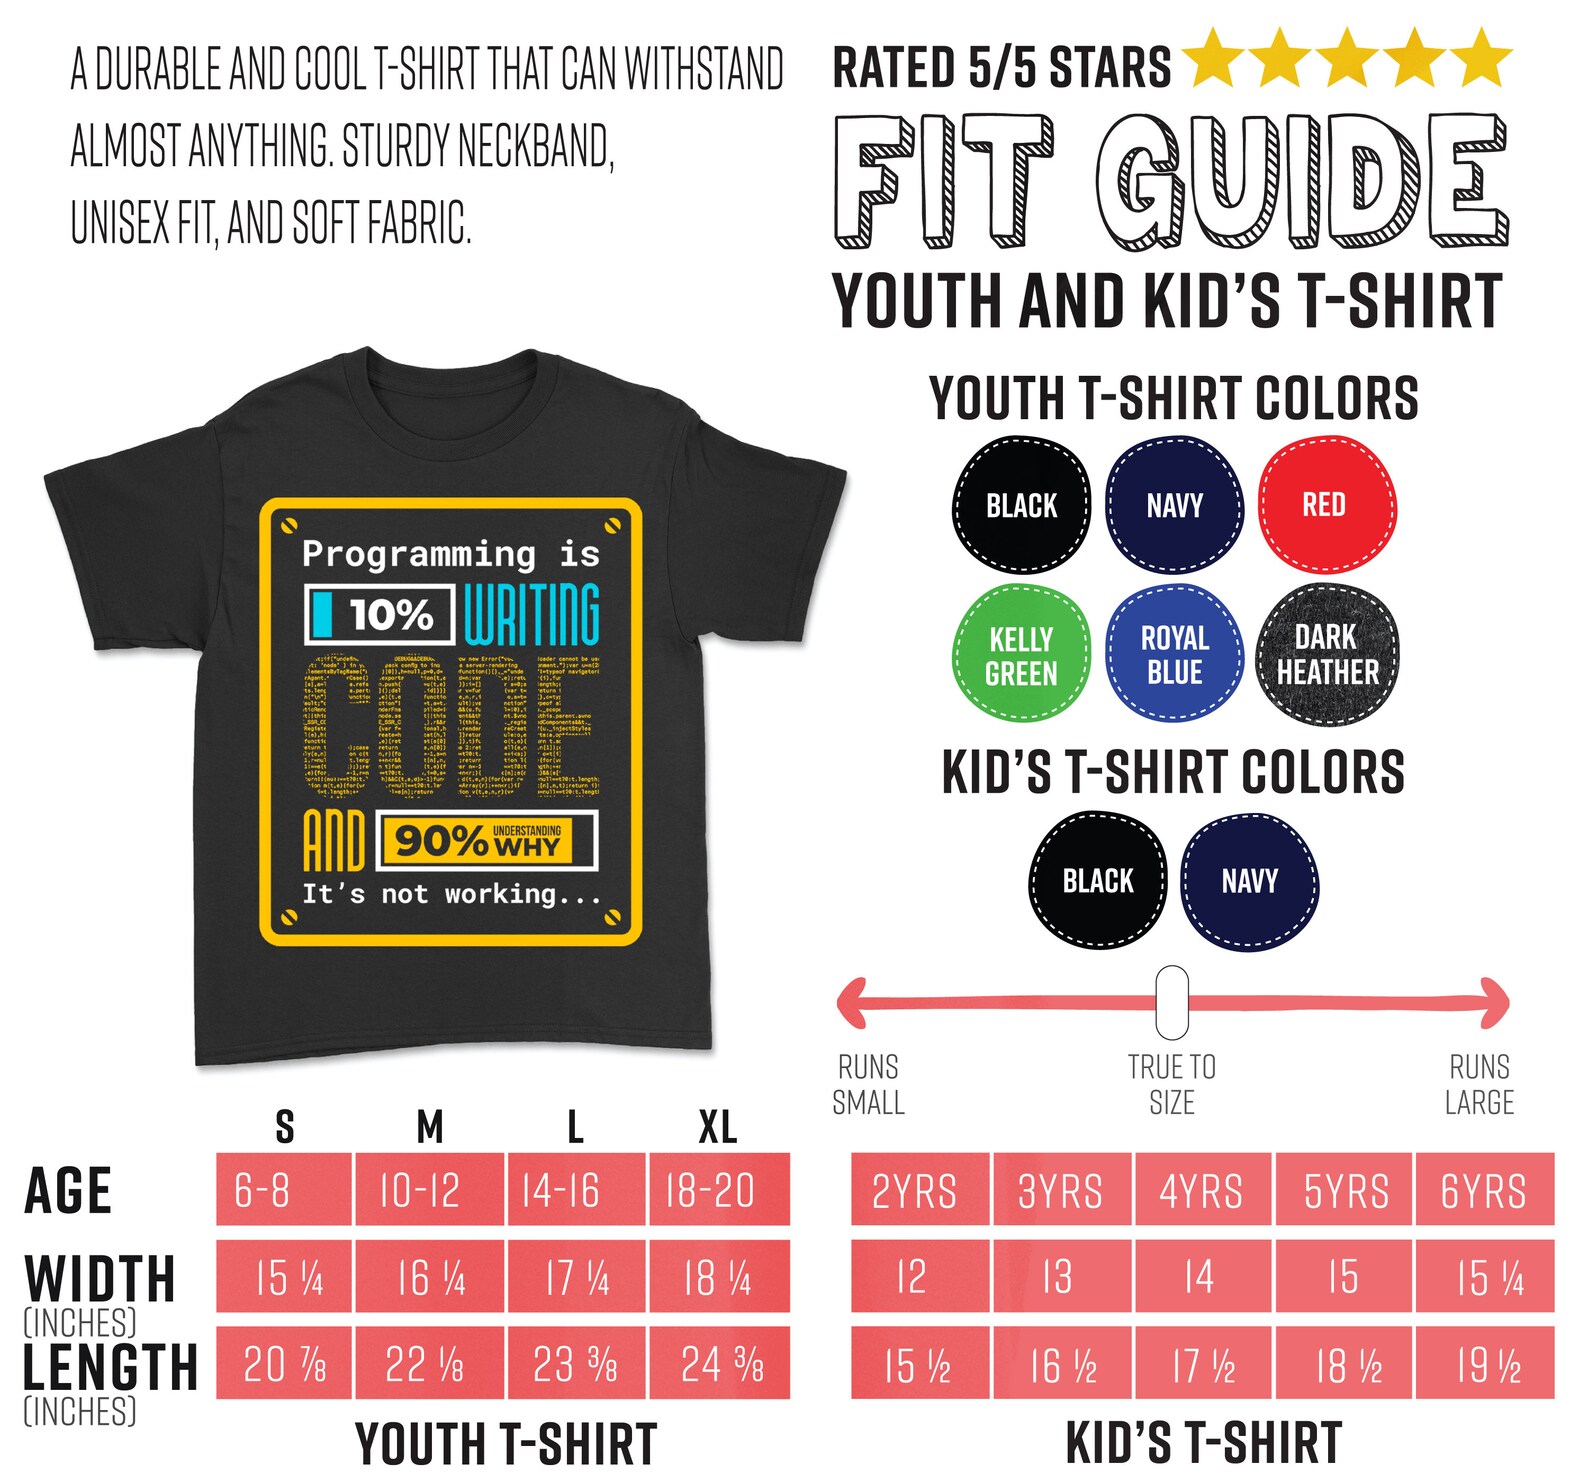 A DURABLE AND COOL T-SHIRT THAT CAN WITHSTAND
ALMOST ANYTHING. STURDY NECKBAND,
UNISEX FIT, AND SOFT FABRIC.
RATED 5/5 STARS
FIT GUIDE
YOUTH AND KID'S T-SHIRT
Programming is
10% WRITING
CODE
AND 90% UNDERSTANDING WHY
It's not working...
YOUTH T-SHIRT COLORS
BLACK NAVY RED
KELLY GREEN ROYAL BLUE DARK HEATHER
KID'S T-SHIRT COLORS
BLACK NAVY
RUNS SMALL TRUE TO SIZE RUNS LARGE
S M L XL
AGE 6-8 10-12 14-16 18-20
WIDTH (INCHES) 15 ¼ 16 ¼ 17 ¼ 18 ¼
LENGTH (INCHES) 20 ⅞ 22 ⅛ 23 ⅜ 24 ⅜
YOUTH T-SHIRT
2YRS 3YRS 4YRS 5YRS 6YRS
12 13 14 15 15 ¼
15 ½ 16 ½ 17 ½ 18 ½ 19 ½
KID'S T-SHIRT